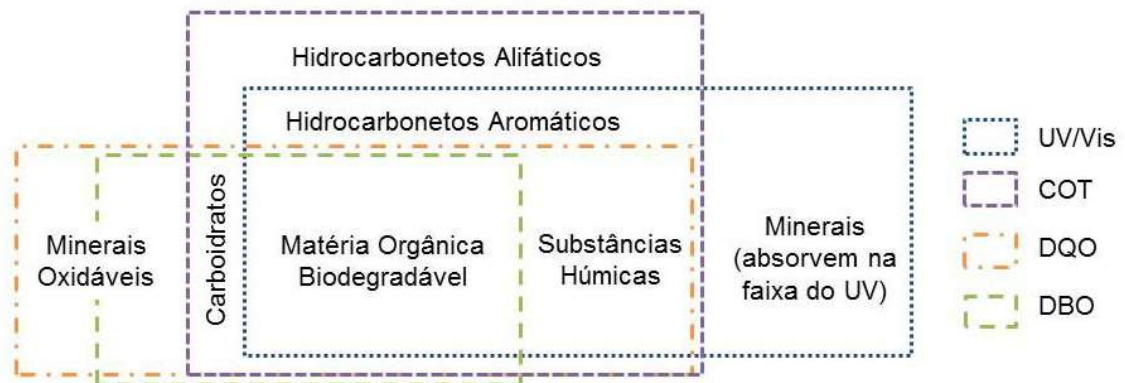 Hidrocarbonetos Alifáticos
Hidrocarbonetos Aromáticos
Minerais
Oxidáveis
Carboidratos
Matéria Orgânica
Biodegradável
Substâncias
Húmicas
Minerais
(absorvem na
faixa do UV)
UV/Vis
COT
DQO
DBO